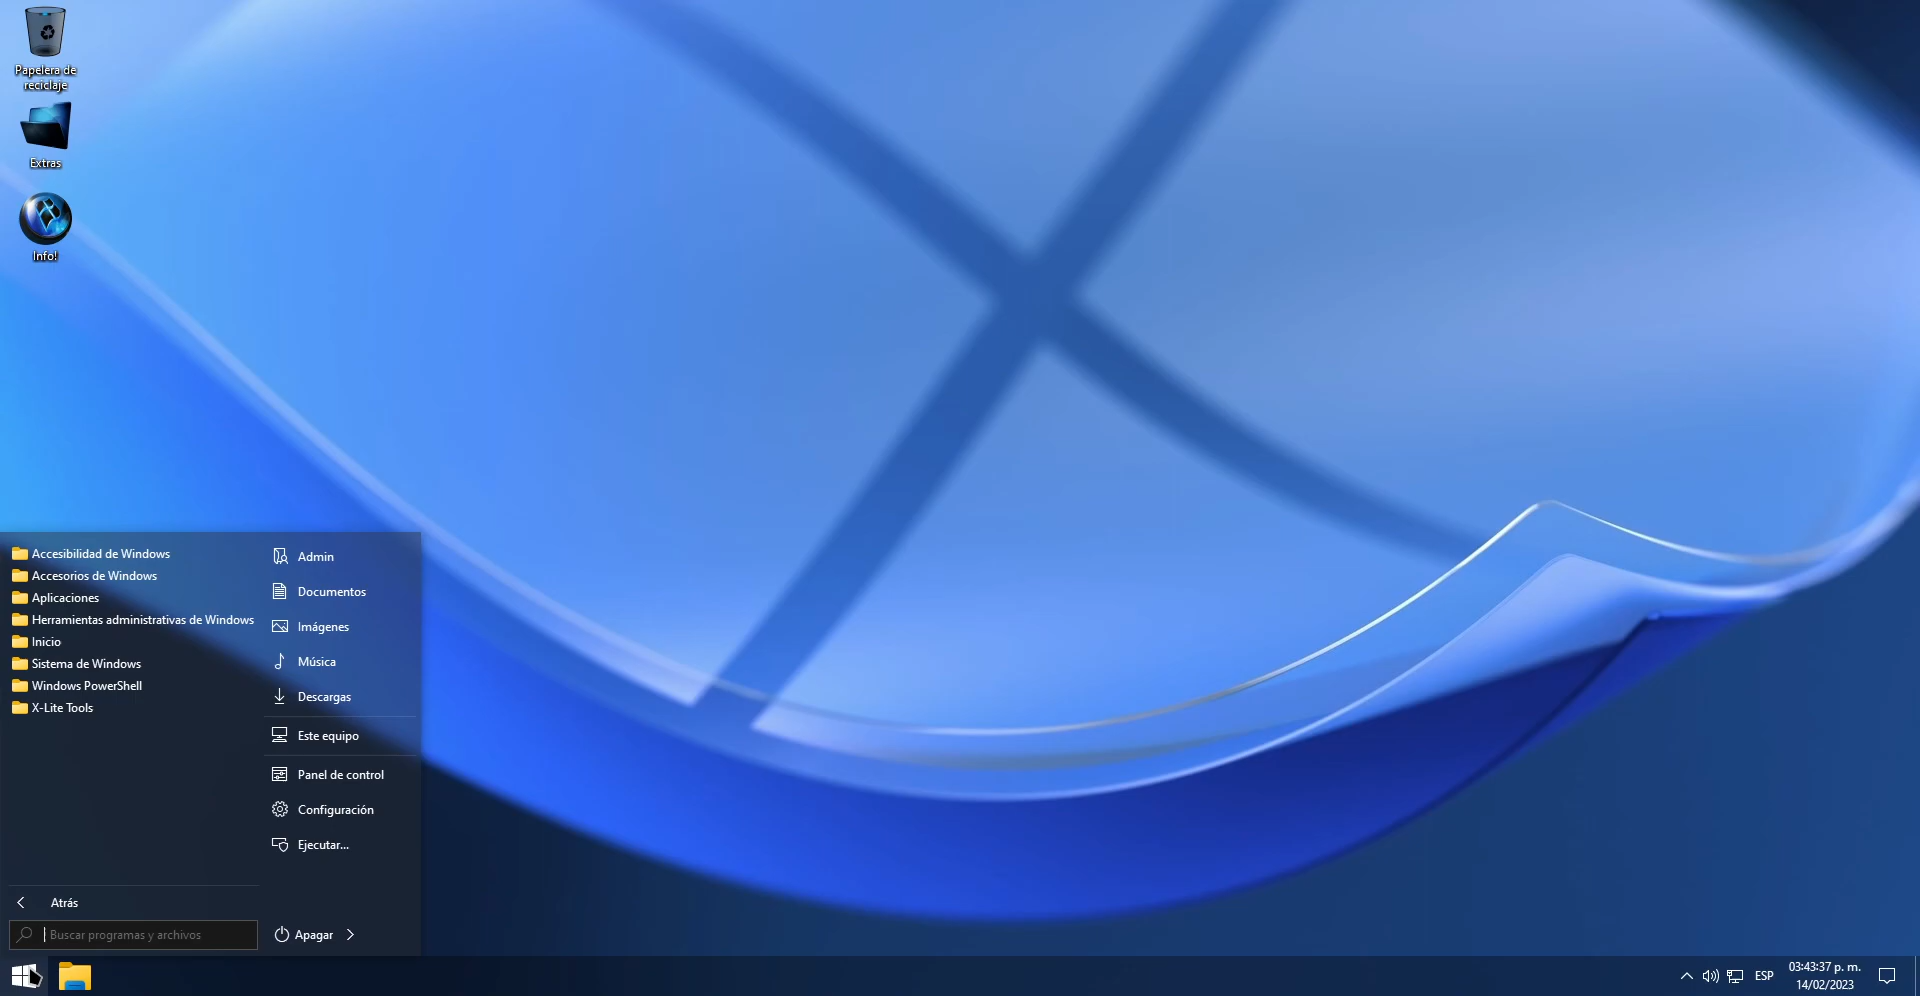 Papelera de
reciclaje
Extras
Info!
Accesibilidad de Windows
Accesorios de Windows
Aplicaciones
Herramientas administrativas de Windows
Inicio
Sistema de Windows
Windows PowerShell
X-Lite Tools
Atrás
Buscar programas y archivos
Admin
Documentos
Imágenes
Música
Descargas
Este equipo
Panel de control
Configuración
Ejecutar...
Apagar
ESP
03:43:37 p. m.
14/02/2023